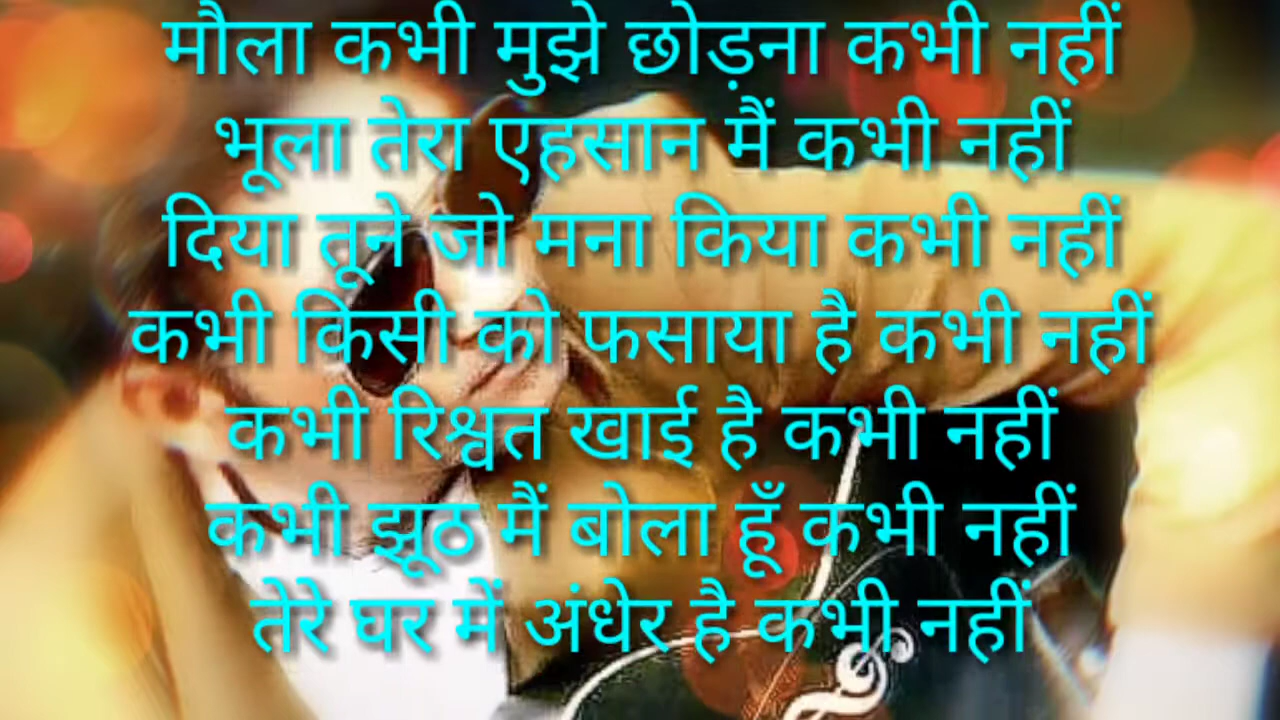 मौला कभी मुझे छोड़ना कभी नहीं
भूला तेरा एहसान मैं कभी नहीं
दिया तूने जो मना किया कभी नहीं
कभी किसी को फसाया है कभी नहीं
कभी रिश्वत खाई है कभी नहीं
कभी झूठ मैं बोला हूँ कभी नहीं
तेरे घर में अंधेर है कभी नहीं